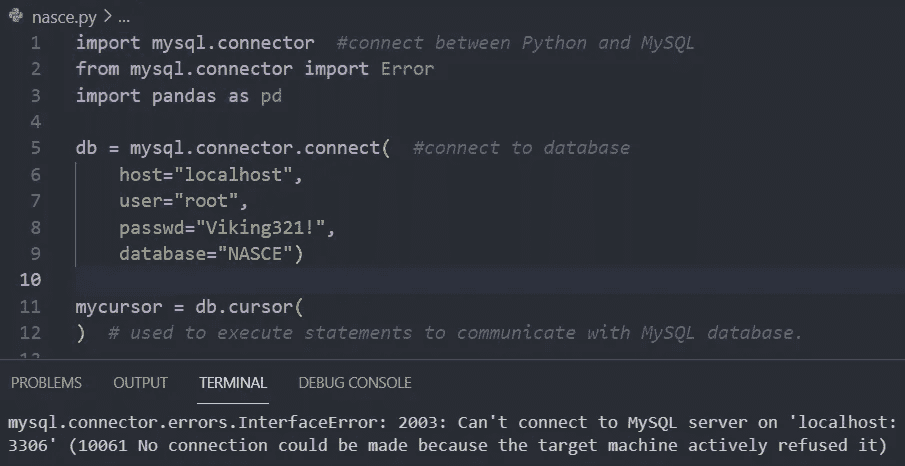 nasce.py > ...
1 import mysql.connector #connect between Python and MySQL
2 from mysql.connector import Error
3 import pandas as pd
4
5 db = mysql.connector.connect( #connect to database
6 host="localhost",
7 user="root",
8 passwd="Viking321!",
9 database="NASCE")
10
11 mycursor = db.cursor(
12 ) # used to execute statements to communicate with MySQL database.
PROBLEMS OUTPUT TERMINAL DEBUG CONSOLE
mysql.connector.errors.InterfaceError: 2003: Can't connect to MySQL server on 'localhost:
3306' (10061 No connection could be made because the target machine actively refused it)